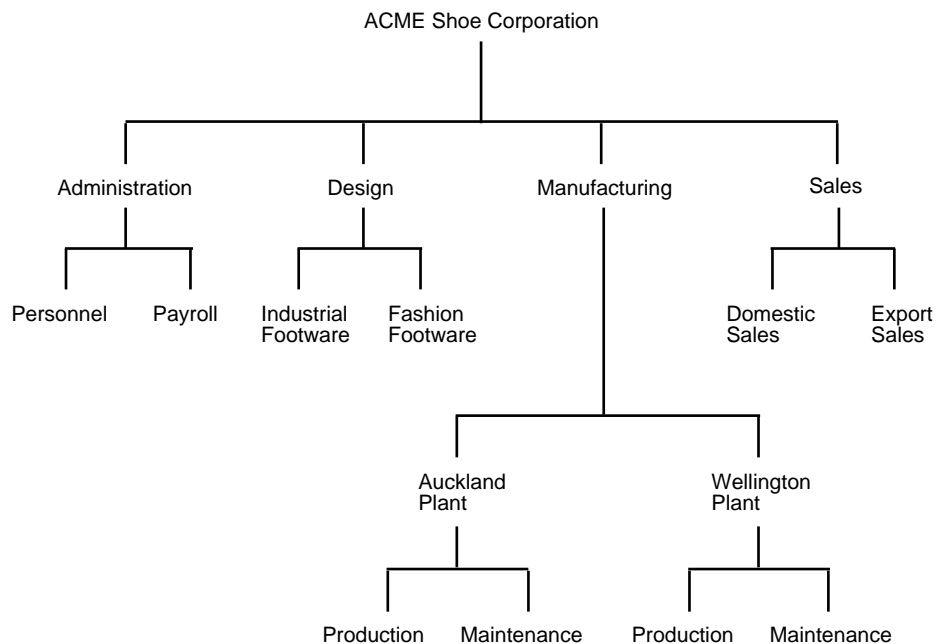 ACME Shoe Corporation
Administration
Design
Manufacturing
Sales
Personnel
Payroll
Industrial
Footware
Fashion
Footware
Domestic
Sales
Export
Sales
Auckland
Plant
Wellington
Plant
Production
Maintenance
Production
Maintenance